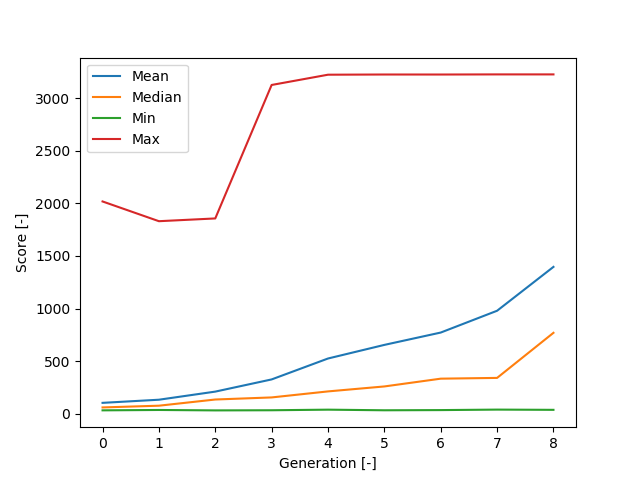 Mean
Median
Min
Max
3000
2500
2000
1500
1000
500
0
Score [-]
0 1 2 3 4 5 6 7 8
Generation [-]